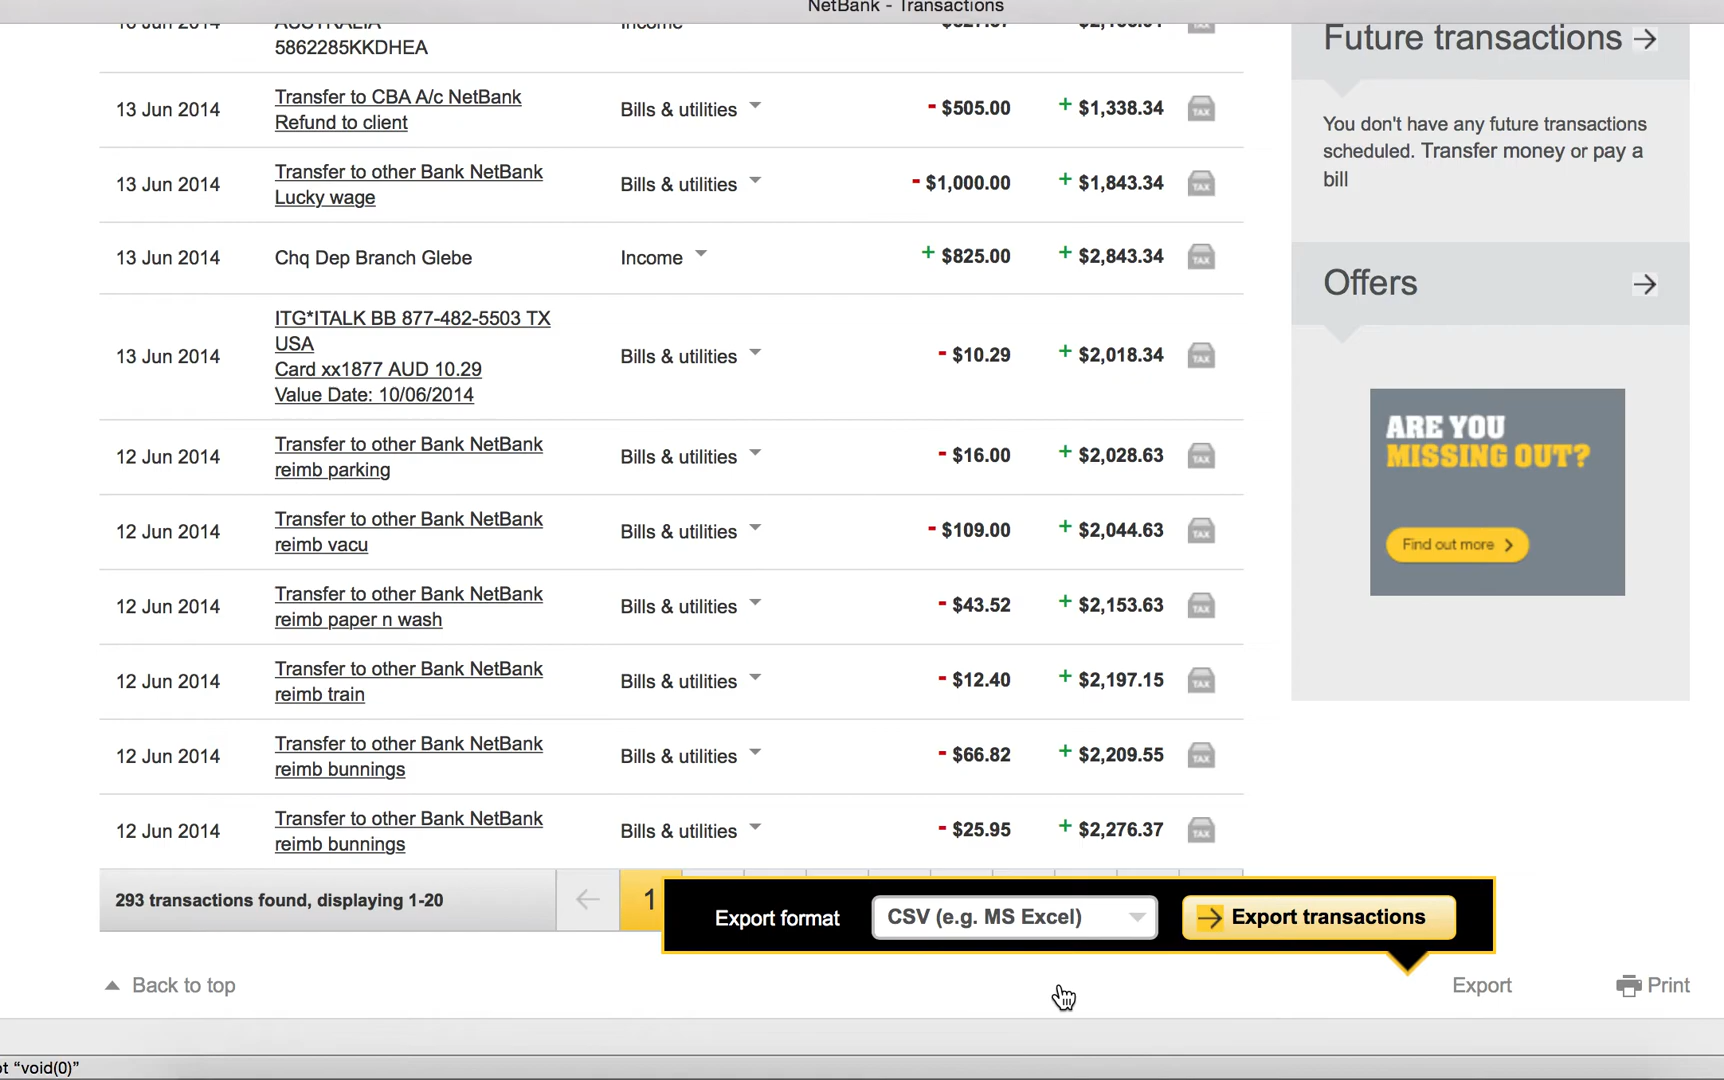 NetBank - Transactions
Future transactions
5862285KKDHEA
13 Jun 2014
Transfer to CBA A/c NetBank
Refund to client
Bills & utilities
- $505.00
+ $1,338.34
TAX
You don't have any future transactions
scheduled. Transfer money or pay a
bill
13 Jun 2014
Transfer to other Bank NetBank
Lucky wage
Bills & utilities
- $1,000.00
+ $1,843.34
TAX
13 Jun 2014
Chq Dep Branch Glebe
Income
+ $825.00
+ $2,843.34
TAX
Offers
13 Jun 2014
ITG*ITALK BB 877-482-5503 TX
USA
Card xx1877 AUD 10.29
Value Date: 10/06/2014
Bills & utilities
- $10.29
+ $2,018.34
TAX
ARE YOU
MISSING OUT?
Find out more
12 Jun 2014
Transfer to other Bank NetBank
reimb parking
Bills & utilities
- $16.00
+ $2,028.63
TAX
12 Jun 2014
Transfer to other Bank NetBank
reimb vacu
Bills & utilities
- $109.00
+ $2,044.63
TAX
12 Jun 2014
Transfer to other Bank NetBank
reimb paper n wash
Bills & utilities
- $43.52
+ $2,153.63
TAX
12 Jun 2014
Transfer to other Bank NetBank
reimb train
Bills & utilities
- $12.40
+ $2,197.15
TAX
12 Jun 2014
Transfer to other Bank NetBank
reimb bunnings
Bills & utilities
- $66.82
+ $2,209.55
TAX
12 Jun 2014
Transfer to other Bank NetBank
reimb bunnings
Bills & utilities
- $25.95
+ $2,276.37
TAX
293 transactions found, displaying 1-20
1
Export format
CSV (e.g. MS Excel)
Export transactions
Back to top
Export
Print
"void(0)"